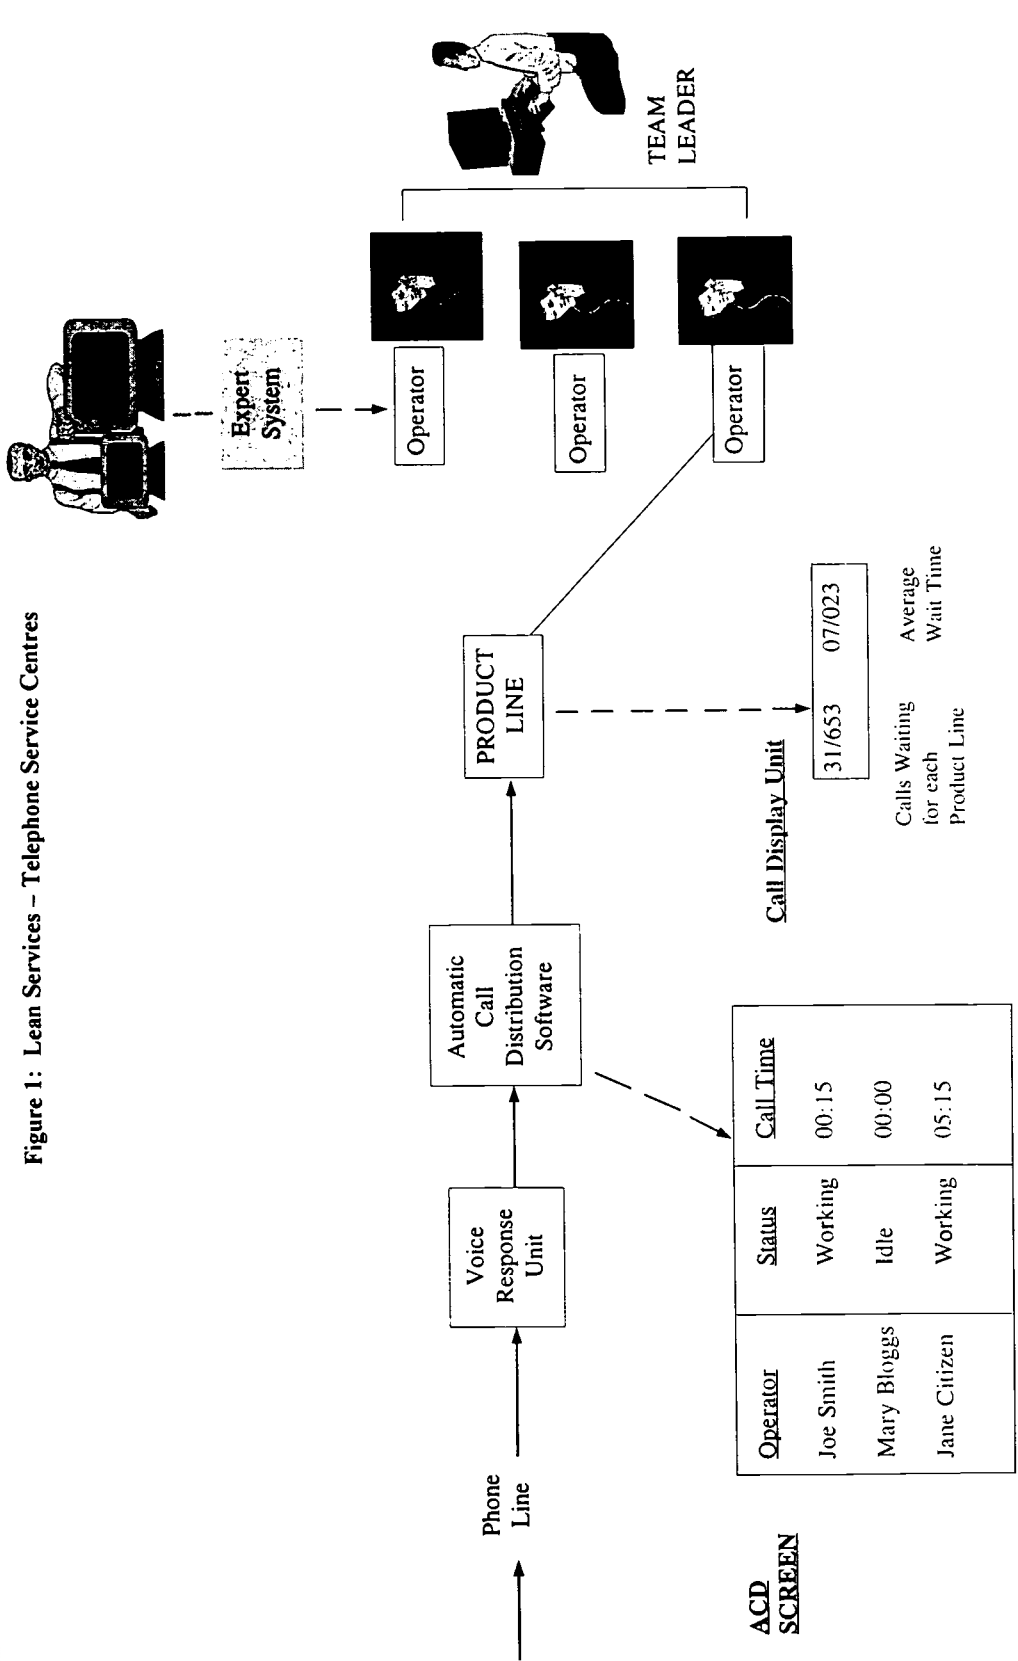 Figure 1: Lean Services – Telephone Service Centres
Expert
System
Operator
Operator
Operator
TEAM
LEADER
Phone
Line
Voice
Response
Unit
Automatic
Call
Distribution
Software
PRODUCT
LINE
Call Display Unit
31/653 07/023
Calls Waiting
for each
Product Line
Average
Wait Time
ACD
SCREEN
Operator Status Call Time
Joe Smith Working 00:15
Mary Bloggs Idle 00:00
Jane Citizen Working 05:15